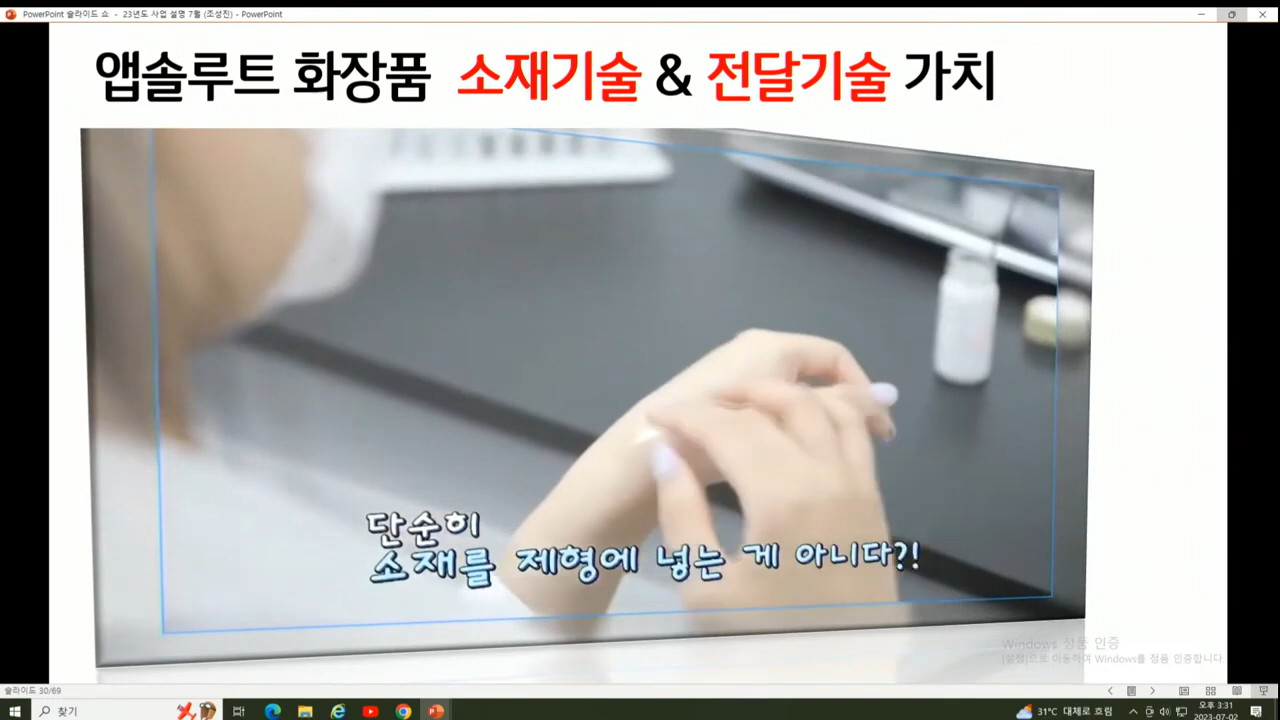 PowerPoint 슬라이드 쇼 - 23년도 사업 설명 7월 (조성진) - PowerPoint
앱솔루트 화장품 소재기술 & 전달기술 가치
단순히
소재를 제형에 넣는 게 아니다?!
Windows 정품 인증
[설정]으로 이동하여 Windows를 정품 인증합니다.
슬라이드 30/69
찾기
31°C 대체로 흐림
오후 3:31
2023-07-02